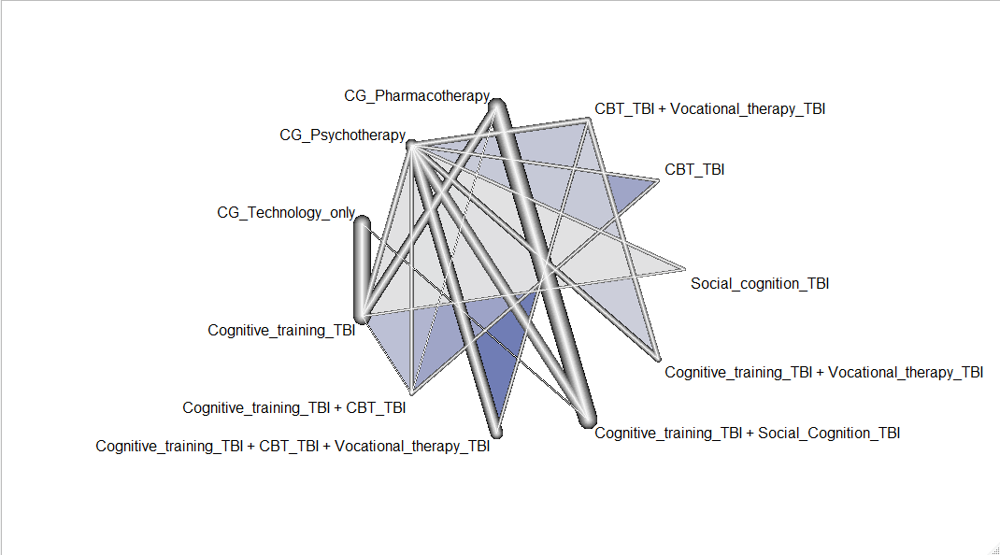 CG_Pharmacotherapy
CBT_TBI + Vocational_therapy_TBI
CG_Psychotherapy
CBT_TBI
CG_Technology_only
Social_cognition_TBI
Cognitive_training_TBI
Cognitive_training_TBI + Vocational_therapy_TBI
Cognitive_training_TBI + CBT_TBI
Cognitive_training_TBI + Social_Cognition_TBI
Cognitive_training_TBI + CBT_TBI + Vocational_therapy_TBI